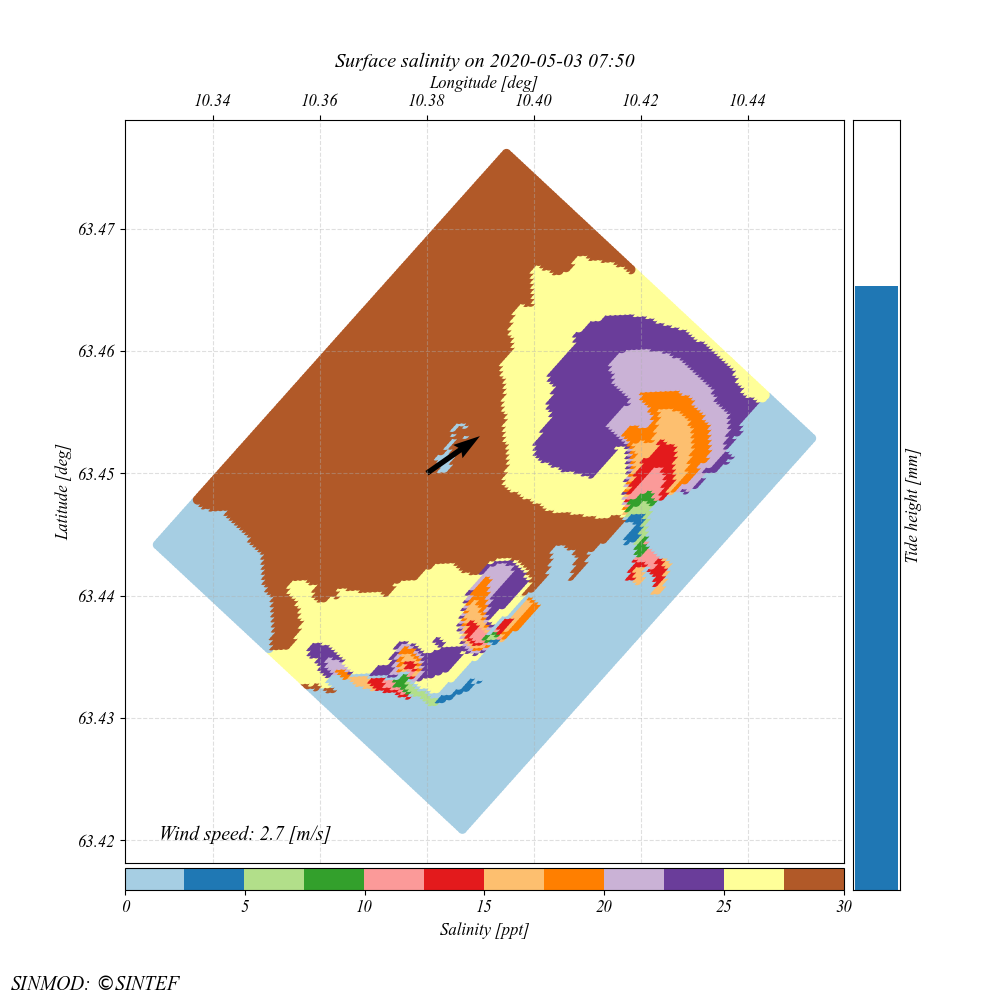 Surface salinity on 2020-05-03 07:50
Longitude [deg]
10.34 10.36 10.38 10.40 10.42 10.44
63.47
63.46
63.45
63.44
63.43
63.42
Latitude [deg]
Tide height [mm]
Wind speed: 2.7 [m/s]
0 5 10 15 20 25 30
Salinity [ppt]
SINMOD: ©SINTEF